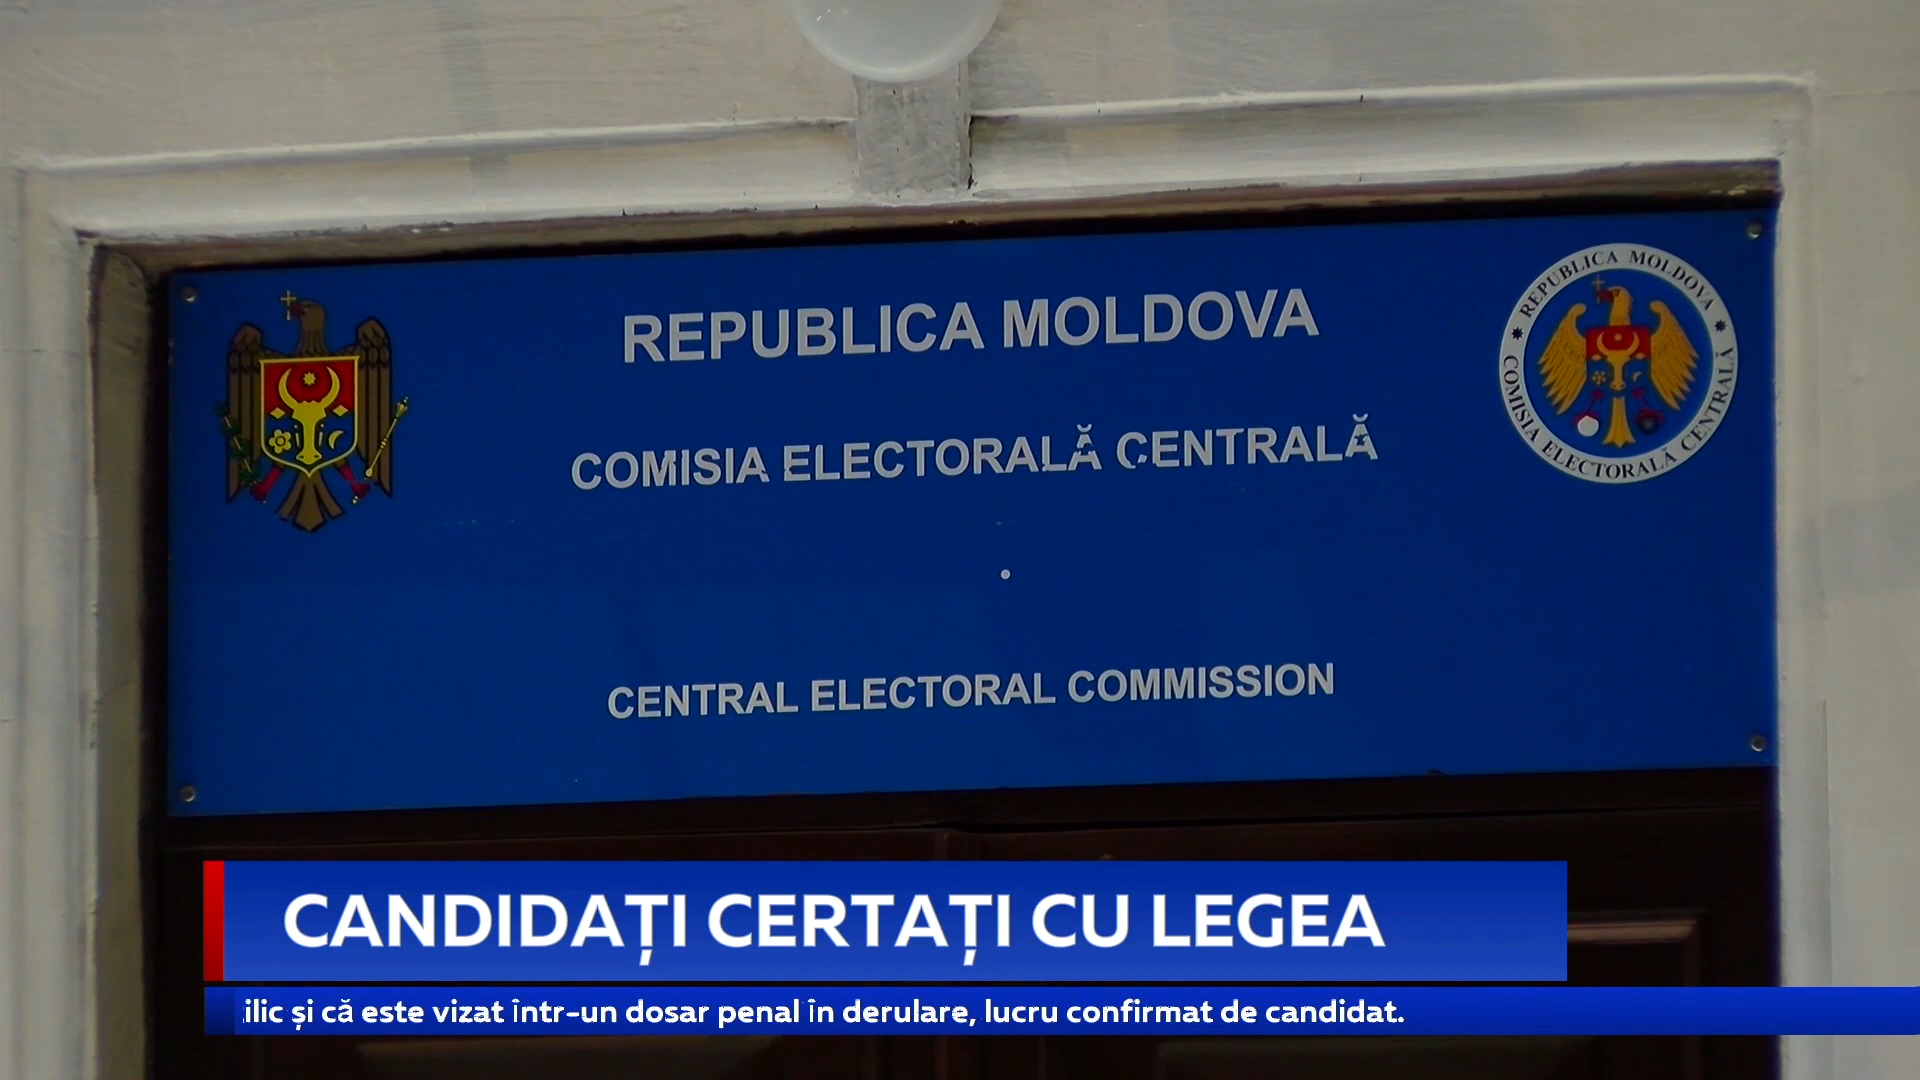 REPUBLICA MOLDOVA
COMISIA ELECTORALĂ CENTRALĂ
CENTRAL ELECTORAL COMMISSION
REPUBLICA MOLDOVA
COMISIA ELECTORALĂ CENTRALĂ
CANDIDAȚI CERTAȚI CU LEGEA
și că este vizat într-un dosar penal în derulare, lucru confirmat de candidat.